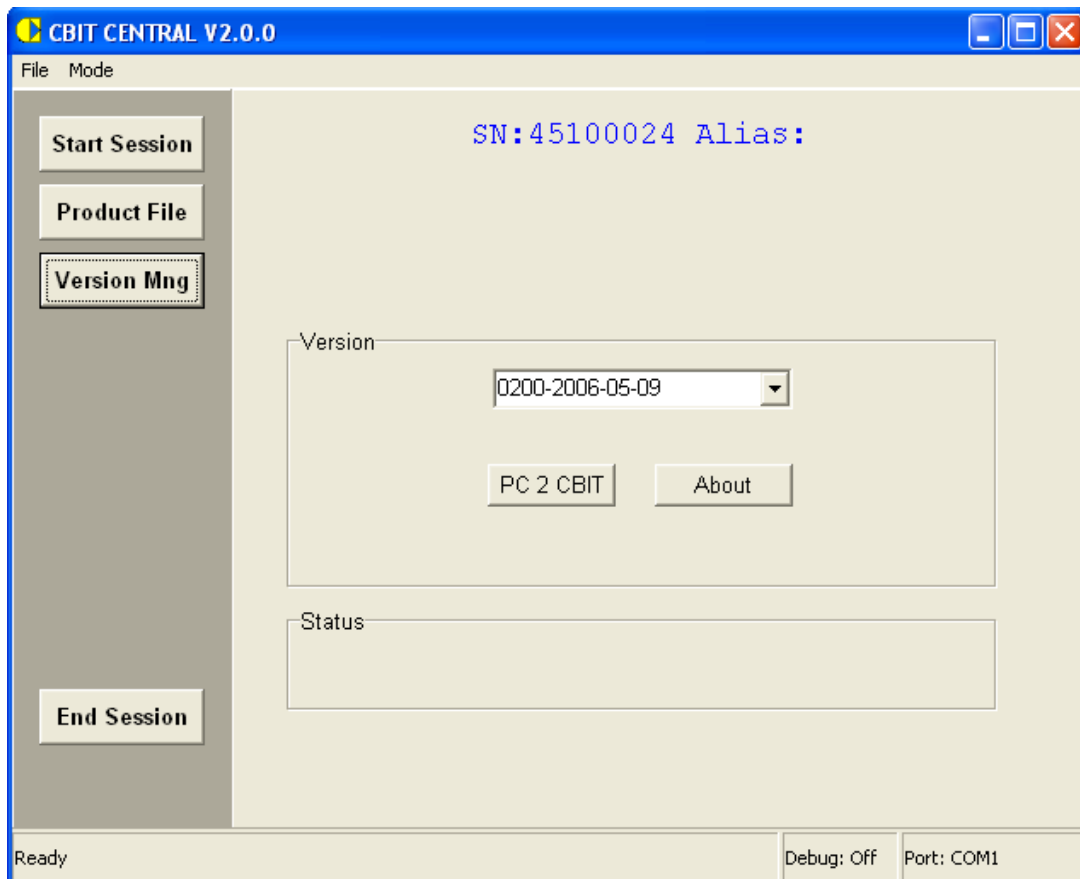 CBIT CENTRAL V2.0.0
File Mode
Start Session
SN:45100024 Alias:
Product File
Version Mng
Version
0200-2006-05-09
PC 2 CBIT About
Status
End Session
Ready Debug: Off Port: COM1